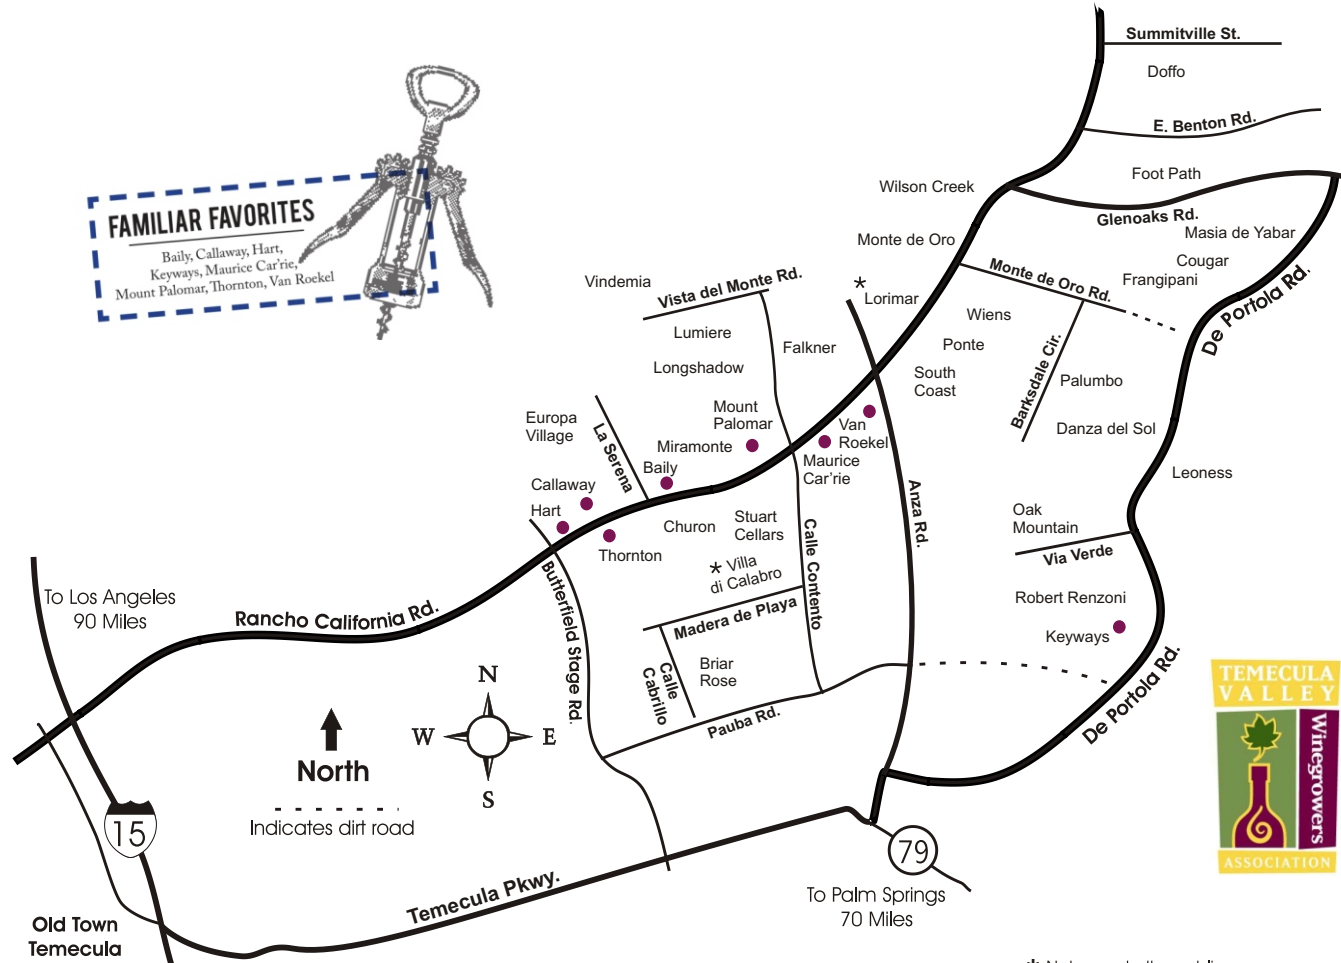 Summitville St.
Doffo
E. Benton Rd.
Foot Path
Wilson Creek
Glenoaks Rd.
Masia de Yabar
Monte de Oro
Cougar
Monte de Oro Rd.
Frangipani
De Portola Rd.
FAMILIAR FAVORITES
Baily, Callaway, Hart,
Keyways, Maurice Car'rie,
Mount Palomar, Thornton, Van Roekel
Vindemia
Vista del Monte Rd.
*
Lorimar
Wiens
Lumiere
Falkner
Ponte
Barksdale Cir.
Longshadow
South
Coast
Palumbo
Europa
Village
La Serena
Mount
Palomar
Miramonte
Van
Roekel
Danza del Sol
Baily
Maurice
Car'rie
Leoness
Callaway
Hart
Anza Rd.
Churon
Stuart
Cellars
Calle Contento
Oak
Mountain
Thornton
Via Verde
* Villa
di Calabro
Butterfield Stage Rd.
To Los Angeles
90 Miles
Rancho California Rd.
Madera de Playa
Robert Renzoni
Keyways
Calle
Cabrillo
Briar
Rose
Pauba Rd.
De Portola Rd.
N
W
E
S
North
Indicates dirt road
15
TEMECULA
VALLEY
Winegrowers
ASSOCIATION
79
To Palm Springs
70 Miles
Temecula Pkwy.
Old Town
Temecula